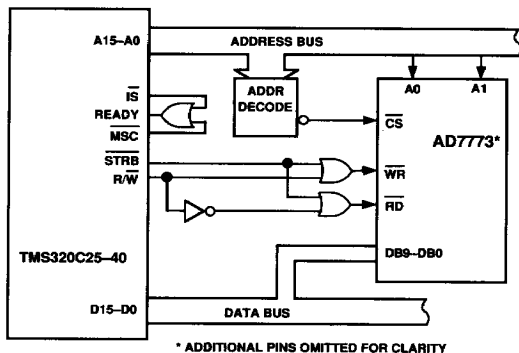 A15–A0
ADDRESS BUS
IS
READY
MSC
STRB
R/W
ADDR
DECODE
A0
A1
CS
AD7773*
WR
RD
DB9–DB0
TMS320C25–40
D15–D0
DATA BUS
* ADDITIONAL PINS OMITTED FOR CLARITY